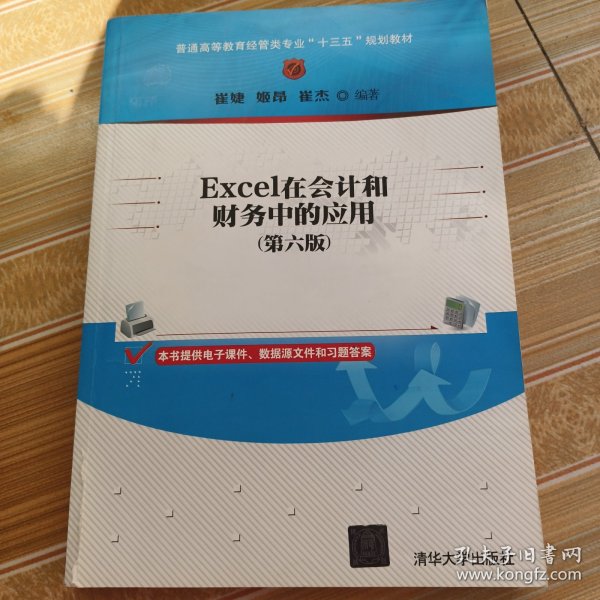 普通高等教育经管类专业“十三五”规划教材
崔婕 姬昂 崔杰 ◎ 编著
Excel在会计和
财务中的应用
(第六版)
本书提供电子课件、数据源文件和习题答案
清华大学出版社
孔夫子旧书网
www.kongfz.com